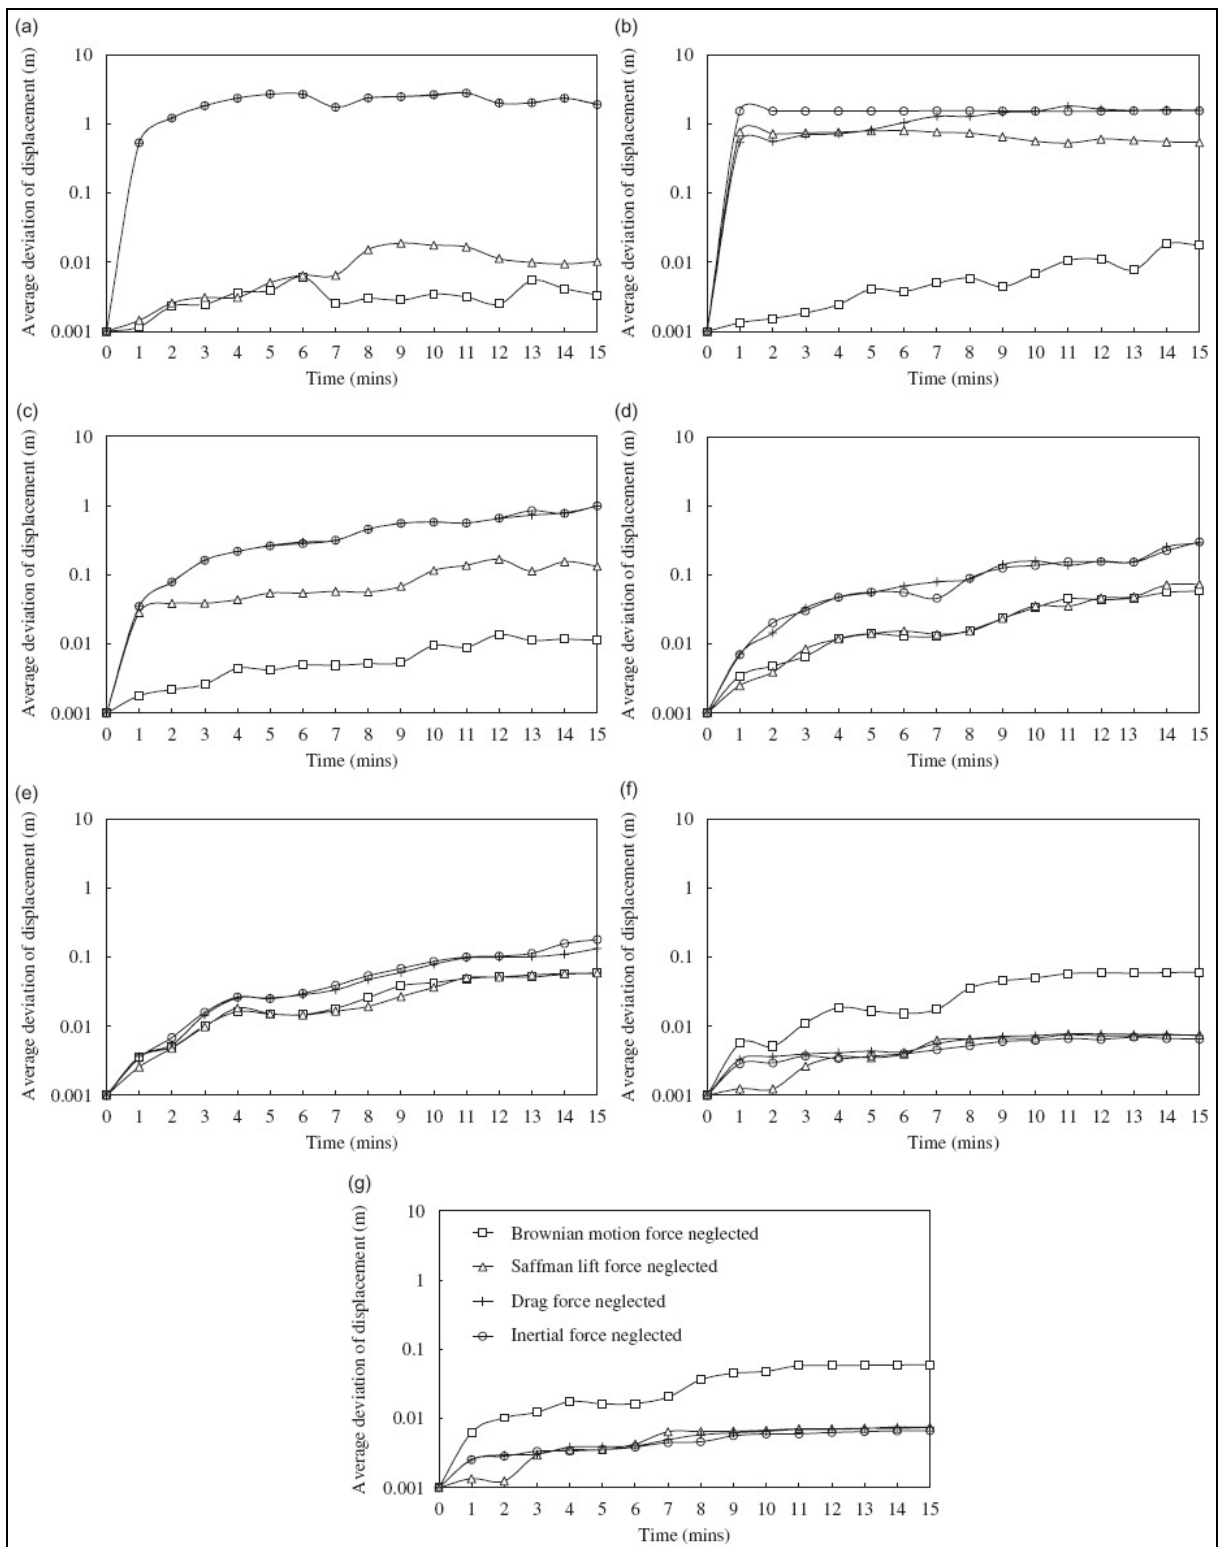 (a)
Average deviation of displacement (m)
10
1
0.1
0.01
0.001
0 1 2 3 4 5 6 7 8 9 10 11 12 13 14 15
Time (mins)
(b)
Average deviation of displacement (m)
10
1
0.1
0.01
0.001
0 1 2 3 4 5 6 7 8 9 10 11 12 13 14 15
Time (mins)
(c)
Average deviation of displacement (m)
10
1
0.1
0.01
0.001
0 1 2 3 4 5 6 7 8 9 10 11 12 13 14 15
Time (mins)
(d)
Average deviation of displacement (m)
10
1
0.1
0.01
0.001
0 1 2 3 4 5 6 7 8 9 10 11 12 13 14 15
Time (mins)
(e)
Average deviation of displacement (m)
10
1
0.1
0.01
0.001
0 1 2 3 4 5 6 7 8 9 10 11 12 13 14 15
Time (mins)
(f)
Average deviation of displacement (m)
10
1
0.1
0.01
0.001
0 1 2 3 4 5 6 7 8 9 10 11 12 13 14 15
Time (mins)
(g)
Average deviation of displacement (m)
10
1
0.1
0.01
0.001
Brownian motion force neglected
Saffman lift force neglected
Drag force neglected
Inertial force neglected
0 1 2 3 4 5 6 7 8 9 10 11 12 13 14 15
Time (mins)